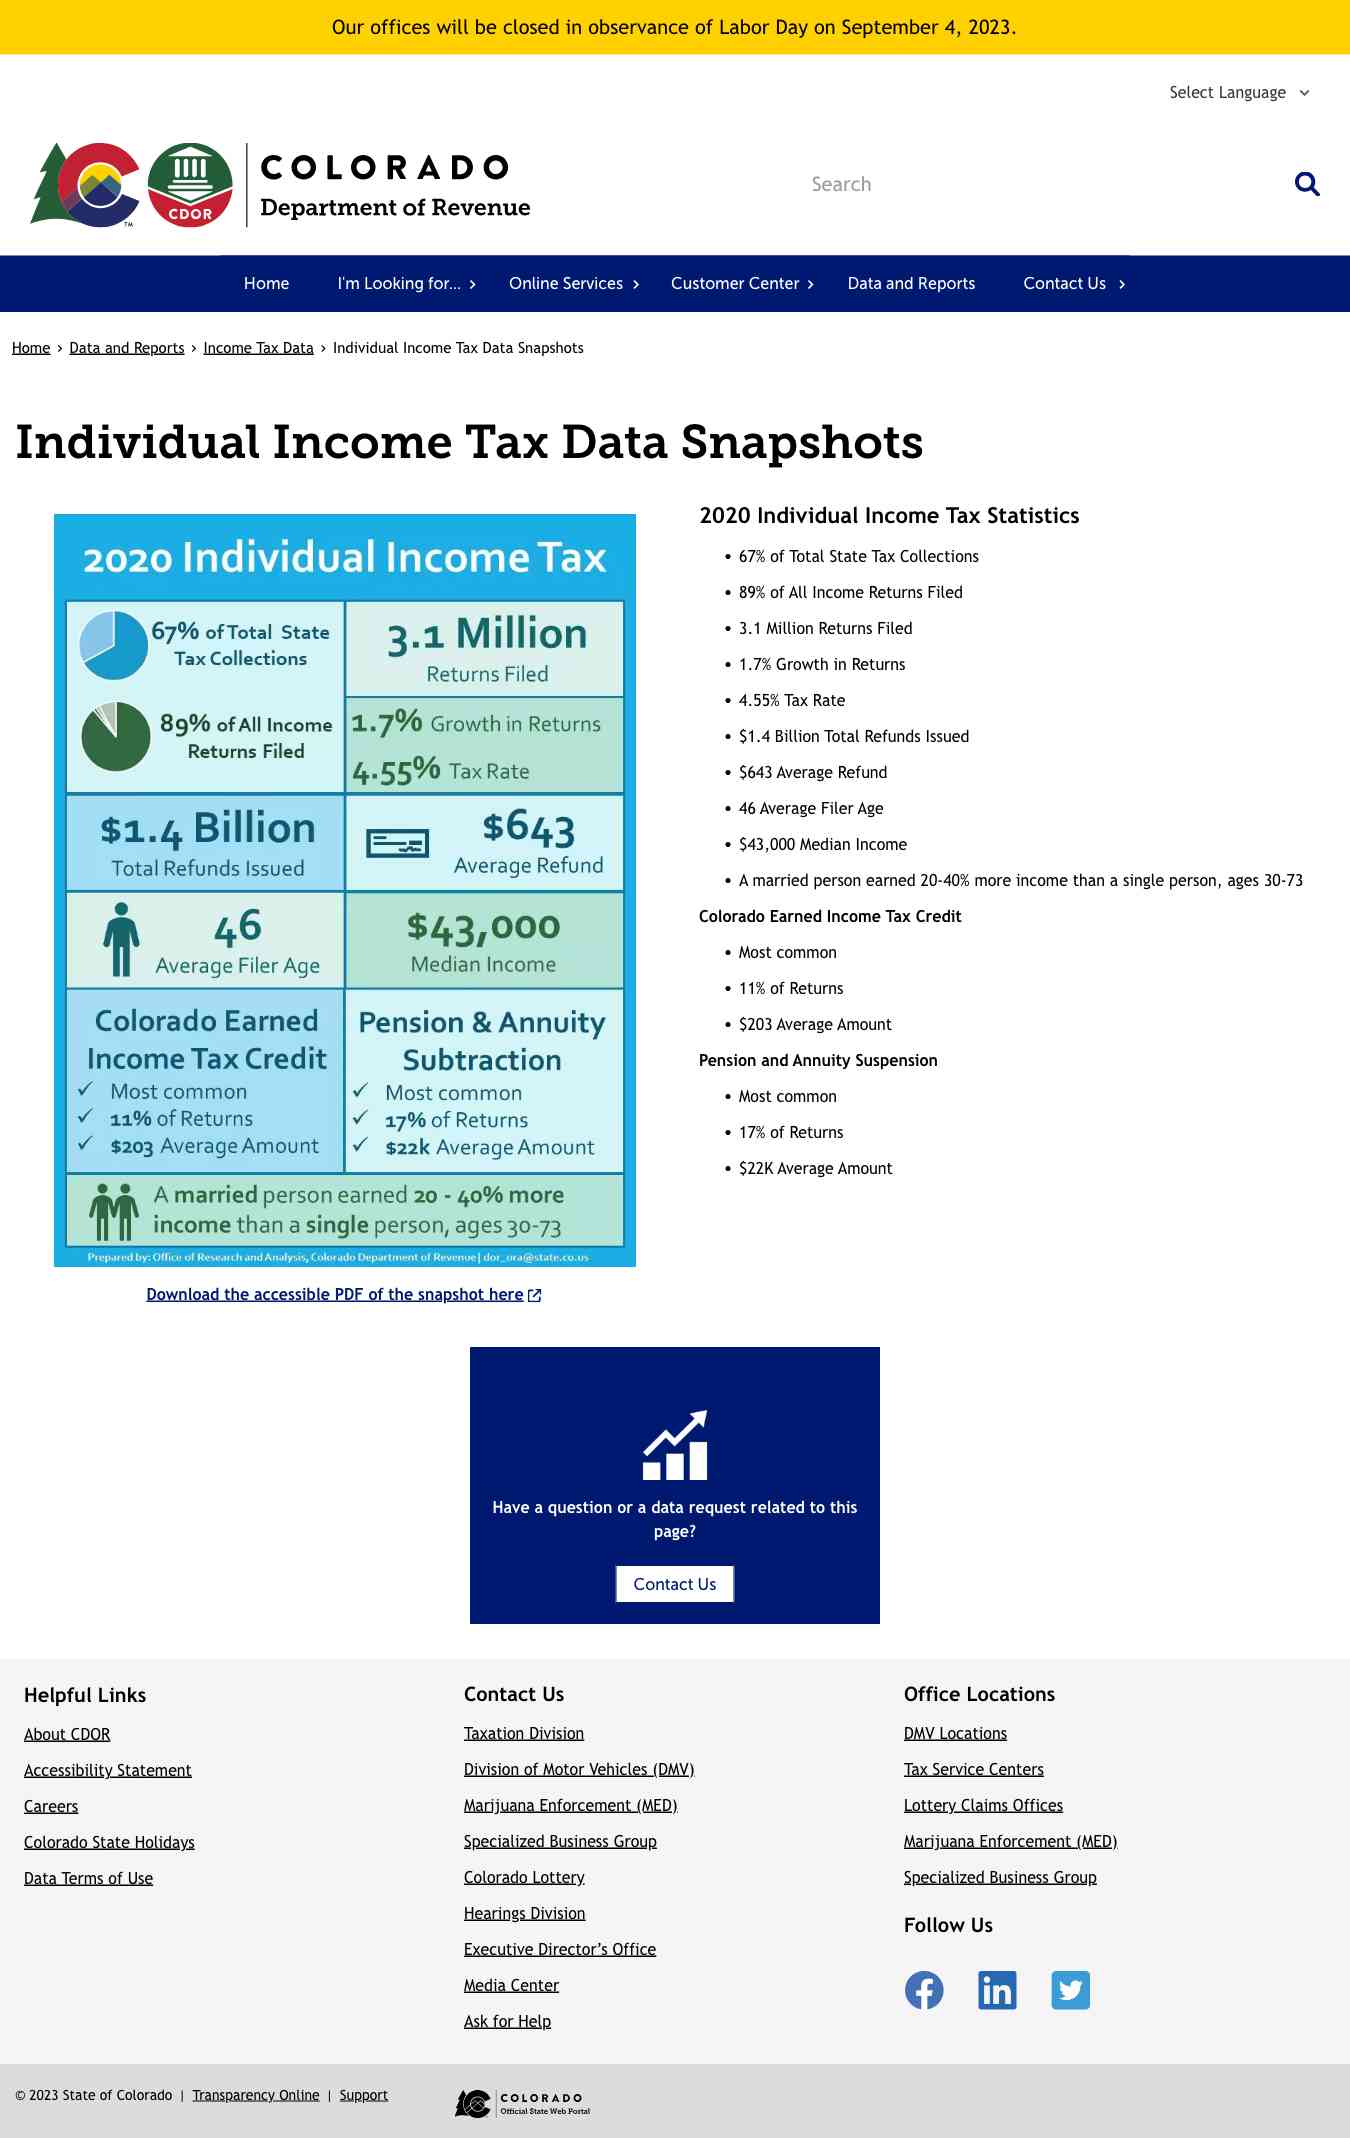 Our offices will be closed in observance of Labor Day on September 4, 2023.
Select Language
CDOR
TM
COLORADO
Department of Revenue
Search
Home
I'm Looking for...
Online Services
Customer Center
Data and Reports
Contact Us
Home › Data and Reports › Income Tax Data › Individual Income Tax Data Snapshots
Individual Income Tax Data Snapshots
2020 Individual Income Tax
67% of Total State
Tax Collections
89% of All Income
Returns Filed
3.1 Million
Returns Filed
1.7% Growth in Returns
4.55% Tax Rate
$1.4 Billion
Total Refunds Issued
$643
Average Refund
46
Average Filer Age
$43,000
Median Income
Colorado Earned
Income Tax Credit
✓ Most common
✓ 11% of Returns
✓ $203 Average Amount
Pension & Annuity
Subtraction
✓ Most common
✓ 17% of Returns
✓ $22k Average Amount
A married person earned 20 - 40% more
income than a single person, ages 30-73
Prepared by: Office of Research and Analysis, Colorado Department of Revenue | dor_ora@state.co.us
Download the accessible PDF of the snapshot here
2020 Individual Income Tax Statistics
• 67% of Total State Tax Collections
• 89% of All Income Returns Filed
• 3.1 Million Returns Filed
• 1.7% Growth in Returns
• 4.55% Tax Rate
• $1.4 Billion Total Refunds Issued
• $643 Average Refund
• 46 Average Filer Age
• $43,000 Median Income
• A married person earned 20-40% more income than a single person, ages 30-73
Colorado Earned Income Tax Credit
• Most common
• 11% of Returns
• $203 Average Amount
Pension and Annuity Suspension
• Most common
• 17% of Returns
• $22K Average Amount
Have a question or a data request related to this
page?
Contact Us
Helpful Links
About CDOR
Accessibility Statement
Careers
Colorado State Holidays
Data Terms of Use
Contact Us
Taxation Division
Division of Motor Vehicles (DMV)
Marijuana Enforcement (MED)
Specialized Business Group
Colorado Lottery
Hearings Division
Executive Director’s Office
Media Center
Ask for Help
Office Locations
DMV Locations
Tax Service Centers
Lottery Claims Offices
Marijuana Enforcement (MED)
Specialized Business Group
Follow Us
© 2023 State of Colorado | Transparency Online | Support
COLORADO
Official State Web Portal